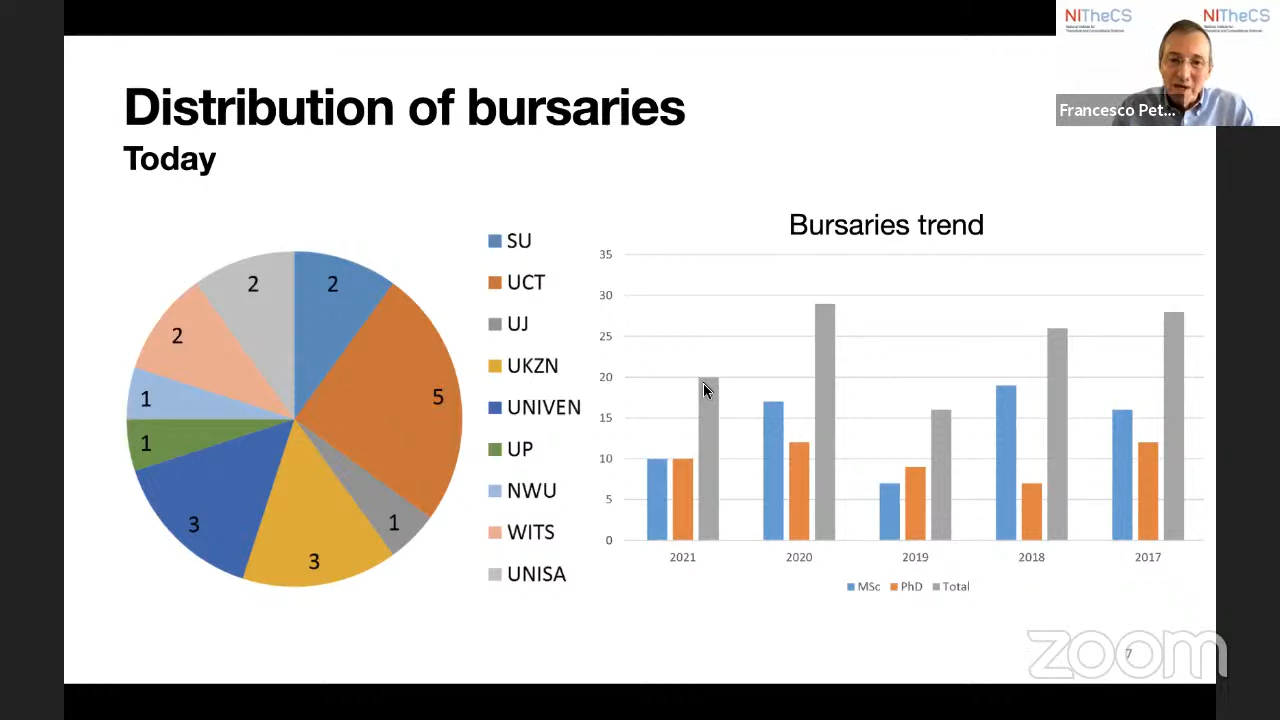 NITheCS
NITheCS
Francesco Pet...
Distribution of bursaries
Today
2
2
5
2
1
1
3
3
1
SU
UCT
UJ
UKZN
UNIVEN
UP
NWU
WITS
UNISA
Bursaries trend
35
30
25
20
15
10
5
0
2021 2020 2019 2018 2017
MSc PhD Total
zoom
7